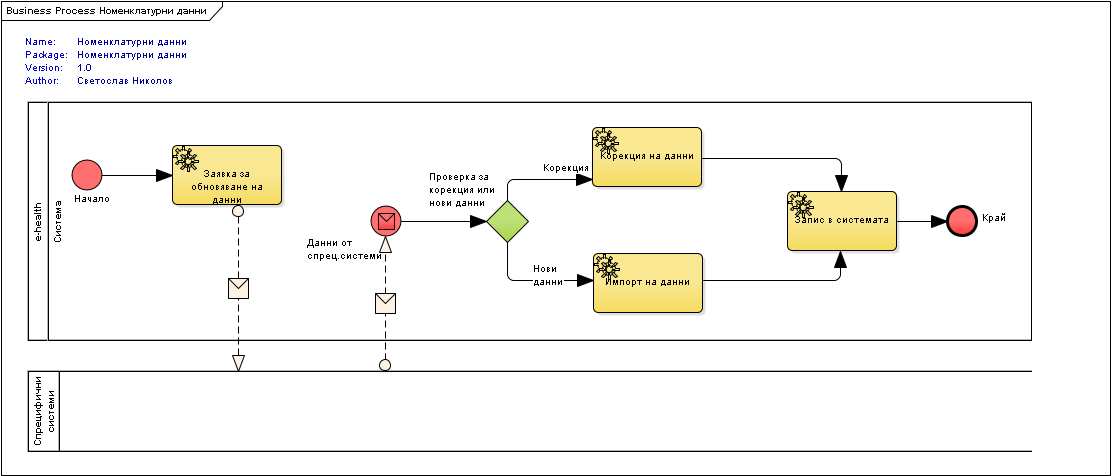 Business Process Номенклатурни данни
Name: Номенклатурни данни
Package: Номенклатурни данни
Version: 1.0
Author: Светослав Николов
e-health
Система
Начало
Заявка за
обновяване на
данни
Данни от
спрец.системи
Проверка за
корекция или
нови данни
Корекция
Нови
данни
Корекция на данни
Импорт на данни
Запис в системата
Край
Спрецифични
системи